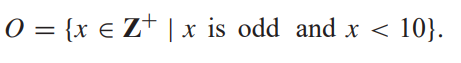 O = {x ∈ Z⁺ | x is odd and x < 10}.